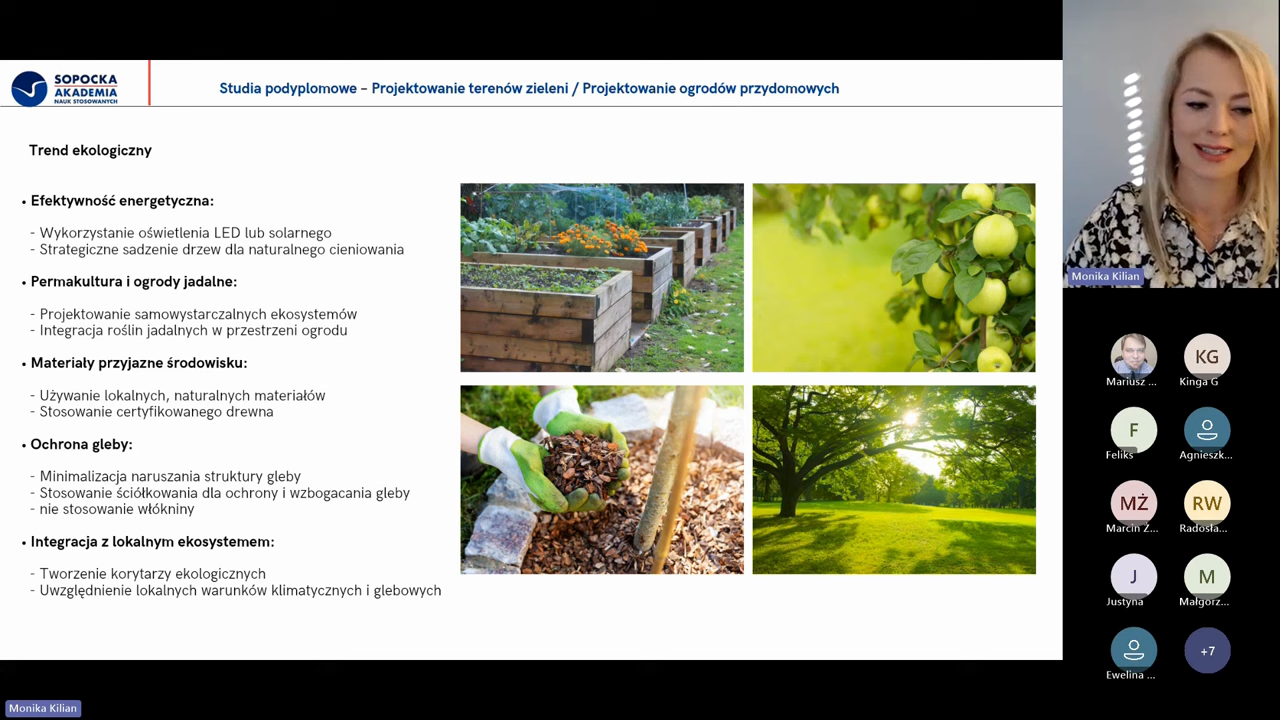 SOPOCKA
AKADEMIA
NAUK STOSOWANYCH
Studia podyplomowe – Projektowanie terenów zieleni / Projektowanie ogrodów przydomowych
Trend ekologiczny
• Efektywność energetyczna:
- Wykorzystanie oświetlenia LED lub solarnego
- Strategiczne sadzenie drzew dla naturalnego cieniowania
• Permakultura i ogrody jadalne:
- Projektowanie samowystarczalnych ekosystemów
- Integracja roślin jadalnych w przestrzeni ogrodu
• Materiały przyjazne środowisku:
- Używanie lokalnych, naturalnych materiałów
- Stosowanie certyfikowanego drewna
• Ochrona gleby:
- Minimalizacja naruszania struktury gleby
- Stosowanie ściółkowania dla ochrony i wzbogacania gleby
- nie stosowanie włókniny
• Integracja z lokalnym ekosystemem:
- Tworzenie korytarzy ekologicznych
- Uwzględnienie lokalnych warunków klimatycznych i glebowych
Monika Kilian
Mariusz ...
KG
Kinga G
F
Feliks
Agnieszk...
MŻ
Marcin Ż...
RW
Radosła...
J
Justyna
M
Małgorz...
Ewelina ...
+7
Monika Kilian